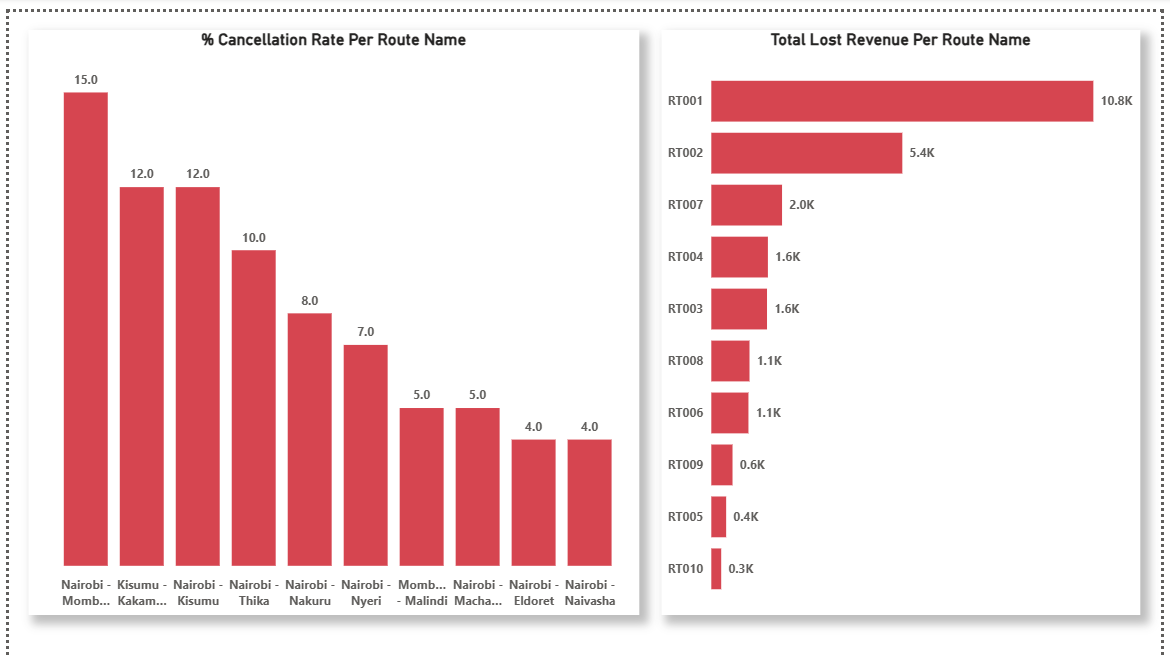 % Cancellation Rate Per Route Name
15.0
12.0
12.0
10.0
8.0
7.0
5.0
5.0
4.0
4.0
Nairobi -
Momb...
Kisumu -
Kakam...
Nairobi -
Kisumu
Nairobi -
Thika
Nairobi -
Nakuru
Nairobi -
Nyeri
Momb...
- Malindi
Nairobi -
Macha...
Nairobi -
Eldoret
Nairobi -
Naivasha
Total Lost Revenue Per Route Name
RT001 10.8K
RT002 5.4K
RT007 2.0K
RT004 1.6K
RT003 1.6K
RT008 1.1K
RT006 1.1K
RT009 0.6K
RT005 0.4K
RT010 0.3K